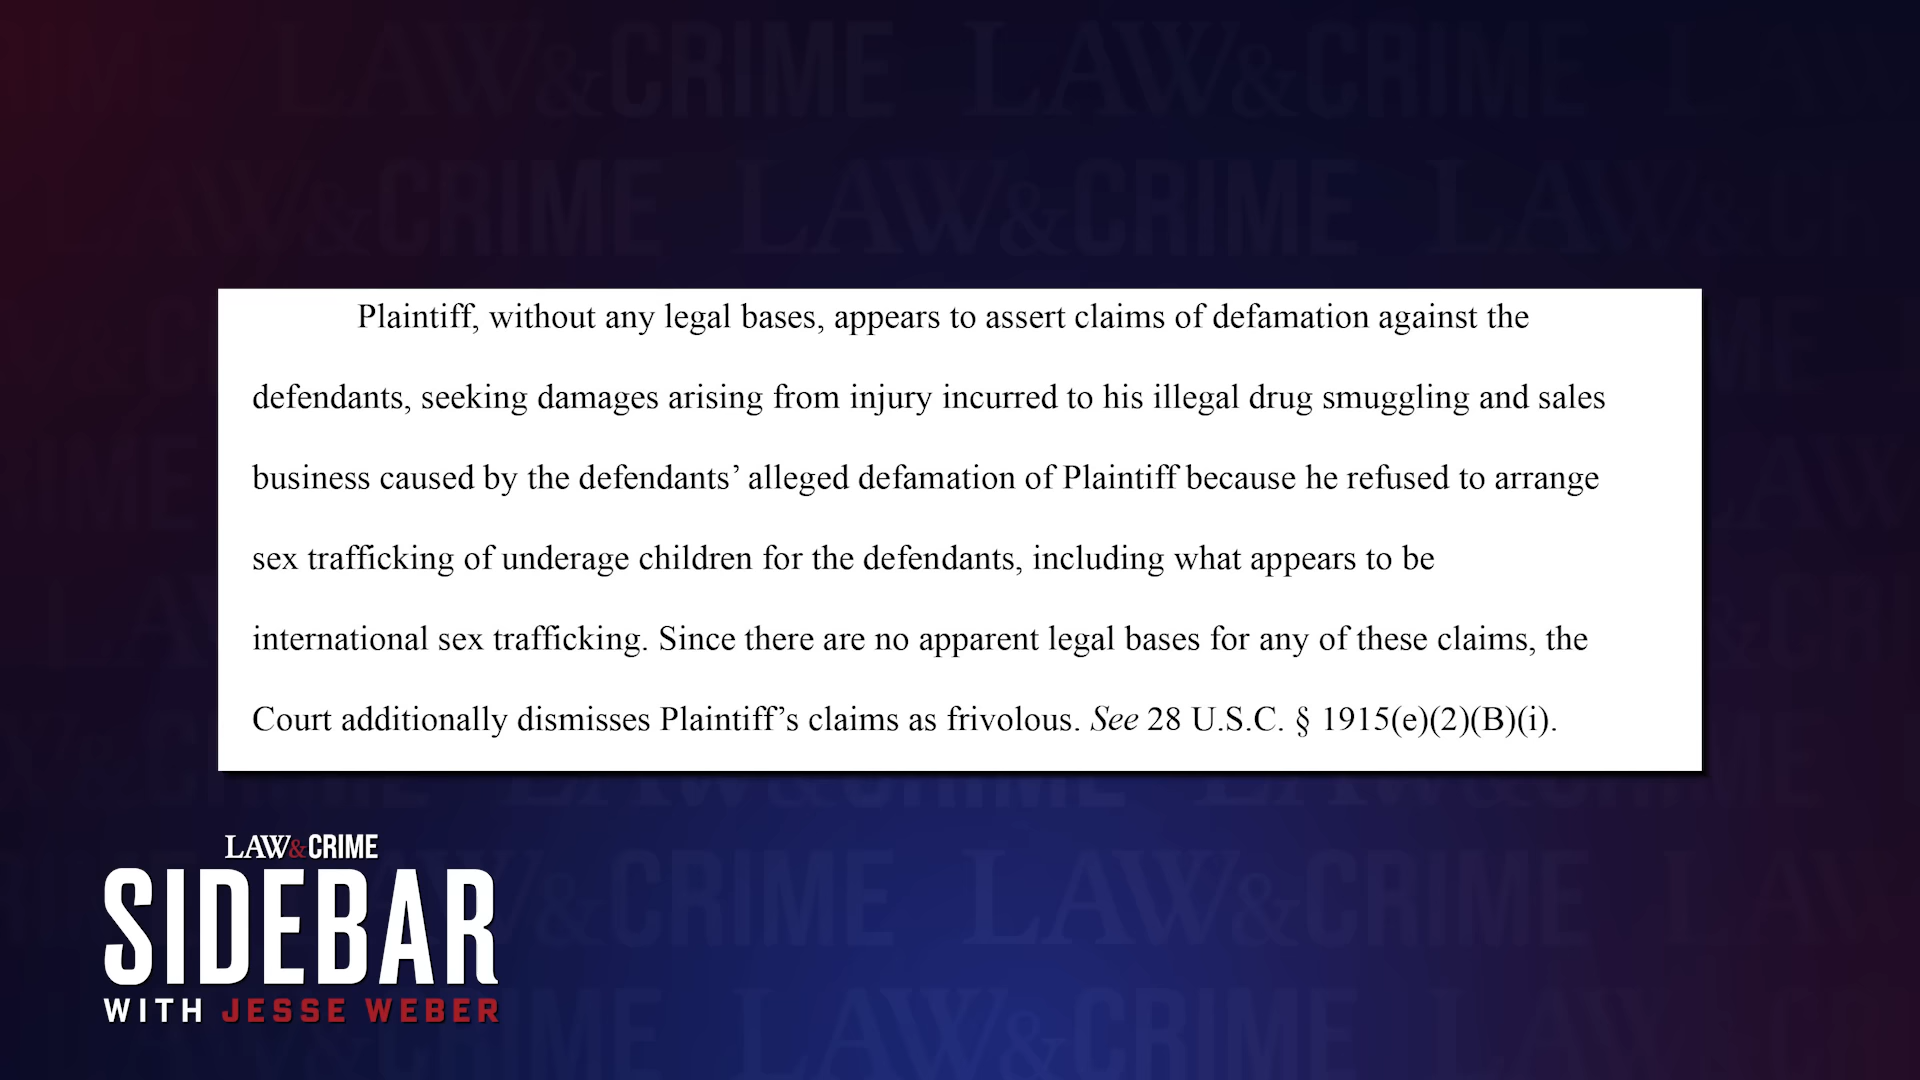 Plaintiff, without any legal bases, appears to assert claims of defamation against the
defendants, seeking damages arising from injury incurred to his illegal drug smuggling and sales
business caused by the defendants’ alleged defamation of Plaintiff because he refused to arrange
sex trafficking of underage children for the defendants, including what appears to be
international sex trafficking. Since there are no apparent legal bases for any of these claims, the
Court additionally dismisses Plaintiff’s claims as frivolous. See 28 U.S.C. § 1915(e)(2)(B)(i).
LAW&CRIME
SIDEBAR
WITH JESSE WEBER